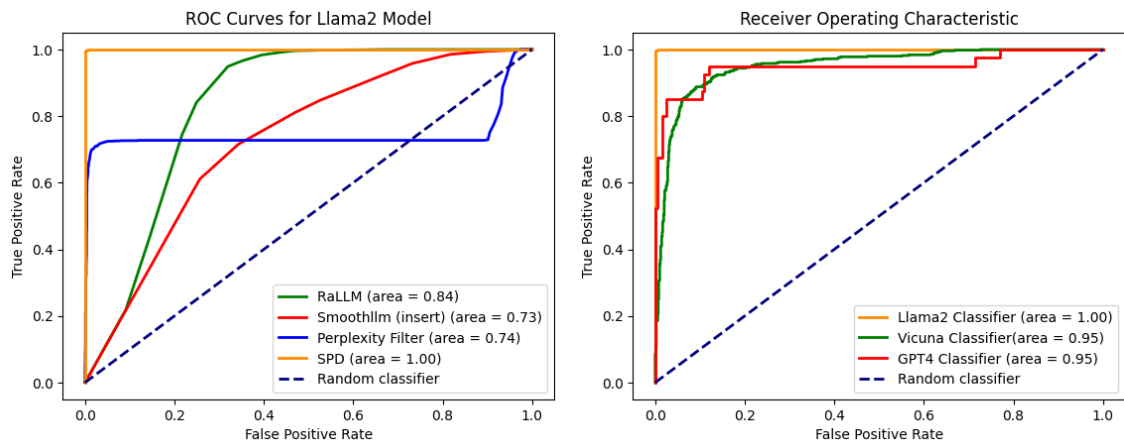 ROC Curves for Llama2 Model
True Positive Rate
1.0
0.8
0.6
0.4
0.2
0.0
0.0 0.2 0.4 0.6 0.8 1.0
False Positive Rate
RaLLM (area = 0.84)
Smoothllm (insert) (area = 0.73)
Perplexity Filter (area = 0.74)
SPD (area = 1.00)
Random classifier
Receiver Operating Characteristic
True Positive Rate
1.0
0.8
0.6
0.4
0.2
0.0
0.0 0.2 0.4 0.6 0.8 1.0
False Positive Rate
Llama2 Classifier (area = 1.00)
Vicuna Classifier(area = 0.95)
GPT4 Classifier (area = 0.95)
Random classifier